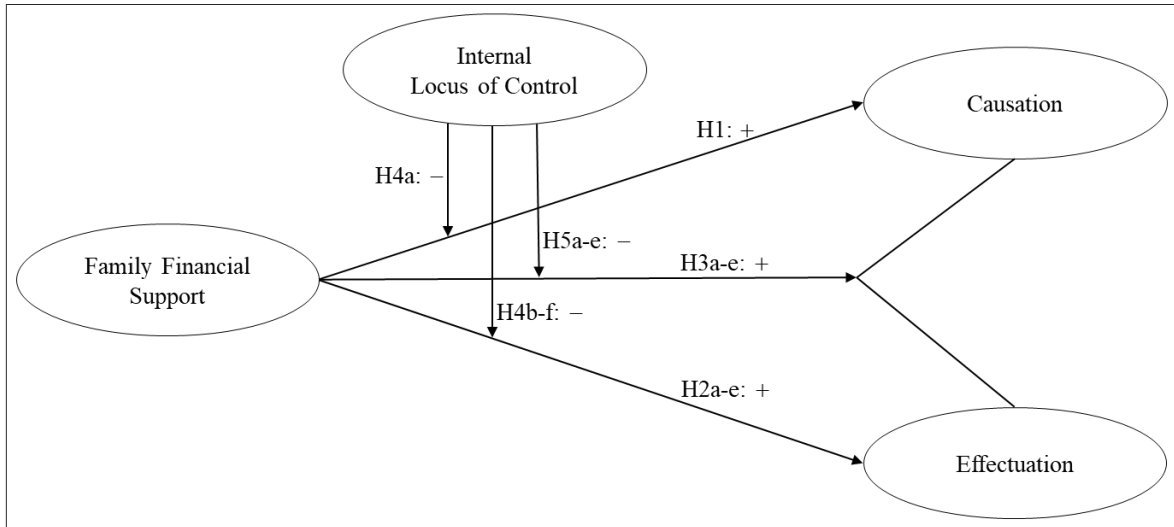 Internal
Locus of Control
Causation
H1: +
H4a: –
H5a-e: –
Family Financial
Support
H3a-e: +
H4b-f: –
H2a-e: +
Effectuation